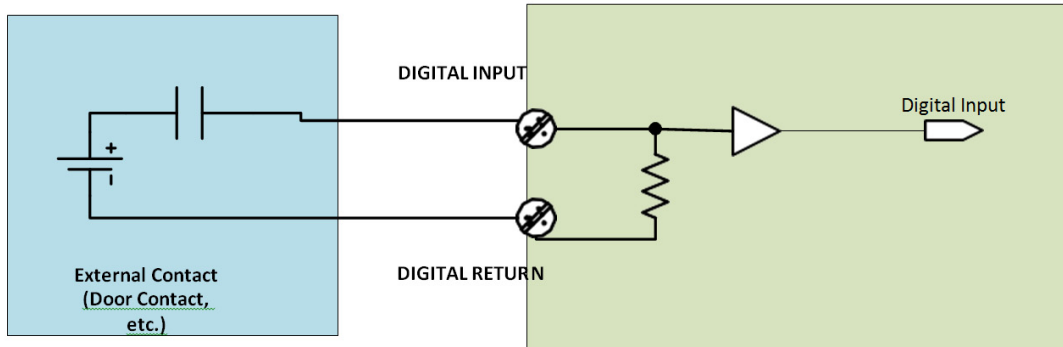 DIGITAL INPUT
Digital Input
+
DIGITAL RETURN
External Contact
(Door Contact,
etc.)